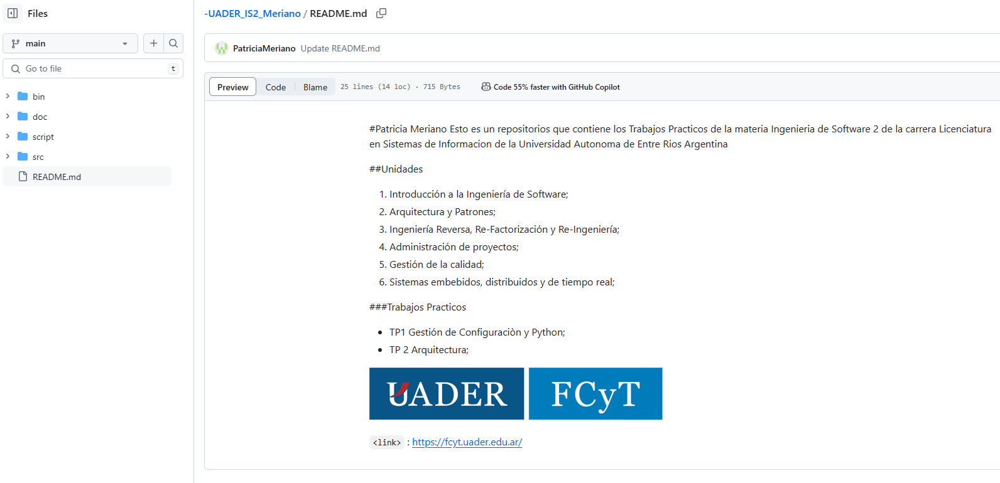 Files
-UADER_IS2_Meriano / README.md
main
PatriciaMeriano Update README.md
Go to file t
Preview Code Blame 25 lines (14 loc) · 715 Bytes Code 55% faster with GitHub Copilot
bin
doc
script
src
README.md
#Patricia Meriano Esto es un repositorios que contiene los Trabajos Practicos de la materia Ingenieria de Software 2 de la carrera Licenciatura
en Sistemas de Informacion de la Universidad Autonoma de Entre Rios Argentina
##Unidades
1. Introducción a la Ingeniería de Software;
2. Arquitectura y Patrones;
3. Ingeniería Reversa, Re-Factorización y Re-Ingeniería;
4. Administración de proyectos;
5. Gestión de la calidad;
6. Sistemas embebidos, distribuidos y de tiempo real;
###Trabajos Practicos
• TP1 Gestión de Configuraciòn y Python;
• TP 2 Arquitectura;
UADER FCyT
<link> : https://fcyt.uader.edu.ar/